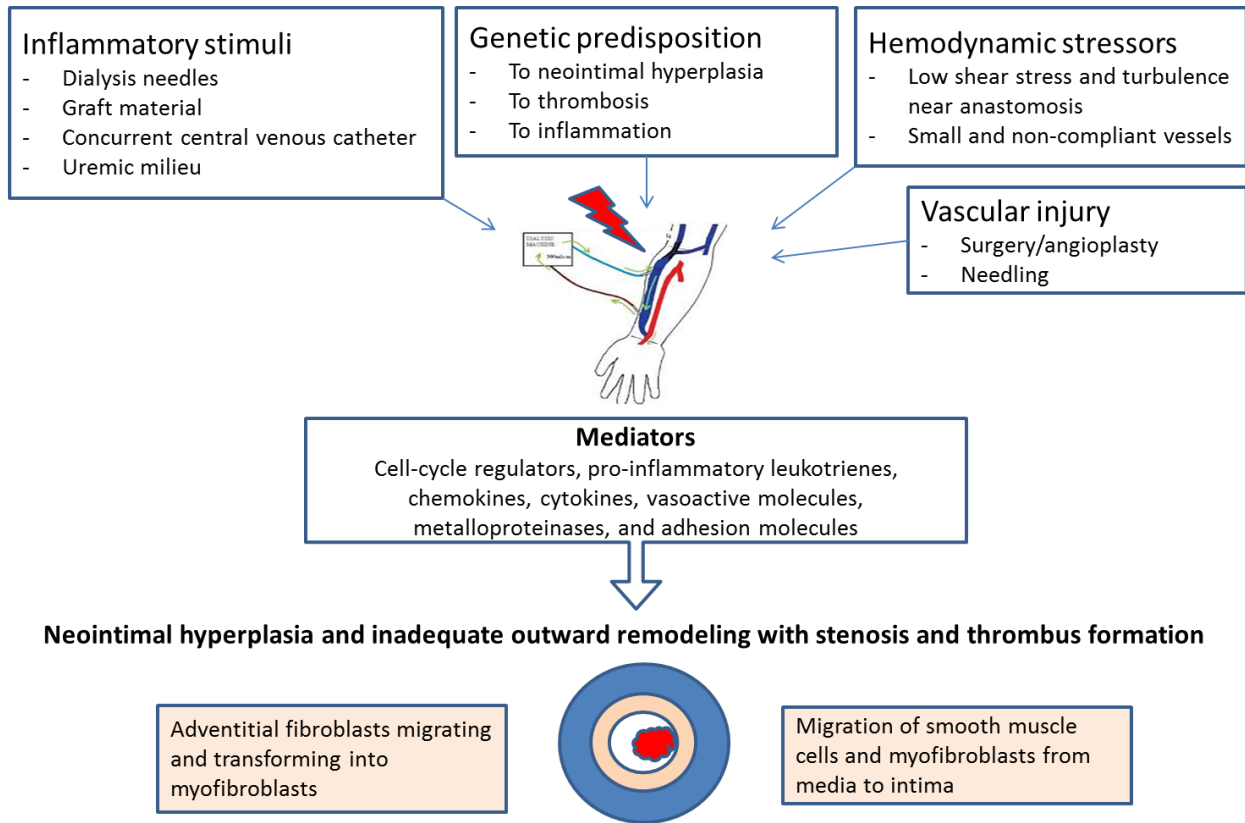 Inflammatory stimuli
- Dialysis needles
- Graft material
- Concurrent central venous catheter
- Uremic milieu
Genetic predisposition
- To neointimal hyperplasia
- To thrombosis
- To inflammation
Hemodynamic stressors
- Low shear stress and turbulence
near anastomosis
- Small and non-compliant vessels
Vascular injury
- Surgery/angioplasty
- Needling
DIALYSIS
MACHINE
Mediators
Cell-cycle regulators, pro-inflammatory leukotrienes,
chemokines, cytokines, vasoactive molecules,
metalloproteinases, and adhesion molecules
Neointimal hyperplasia and inadequate outward remodeling with stenosis and thrombus formation
Adventitial fibroblasts migrating
and transforming into
myofibroblasts
Migration of smooth muscle
cells and myofibroblasts from
media to intima